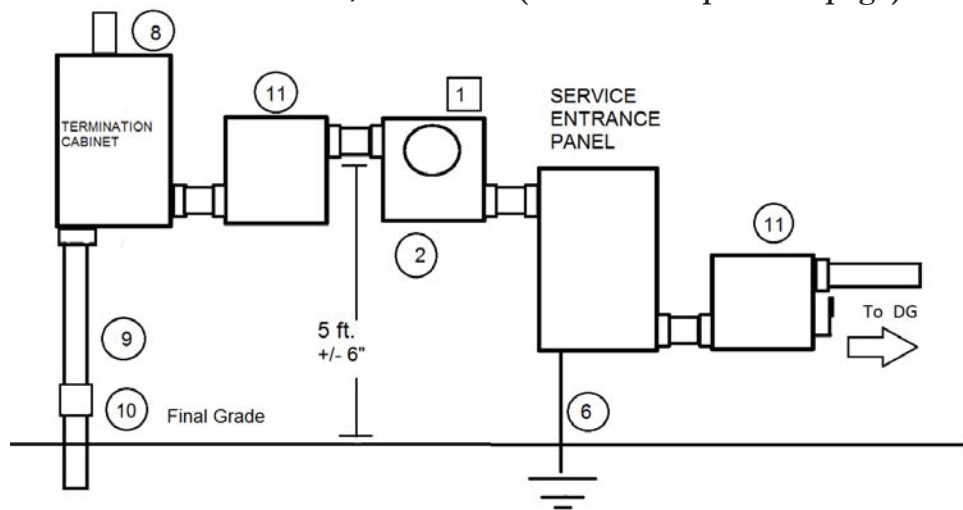 8
11
1
SERVICE
ENTRANCE
PANEL
TERMINATION
CABINET
11
2
To DG
5 ft.
+/- 6"
9
10
Final Grade
6